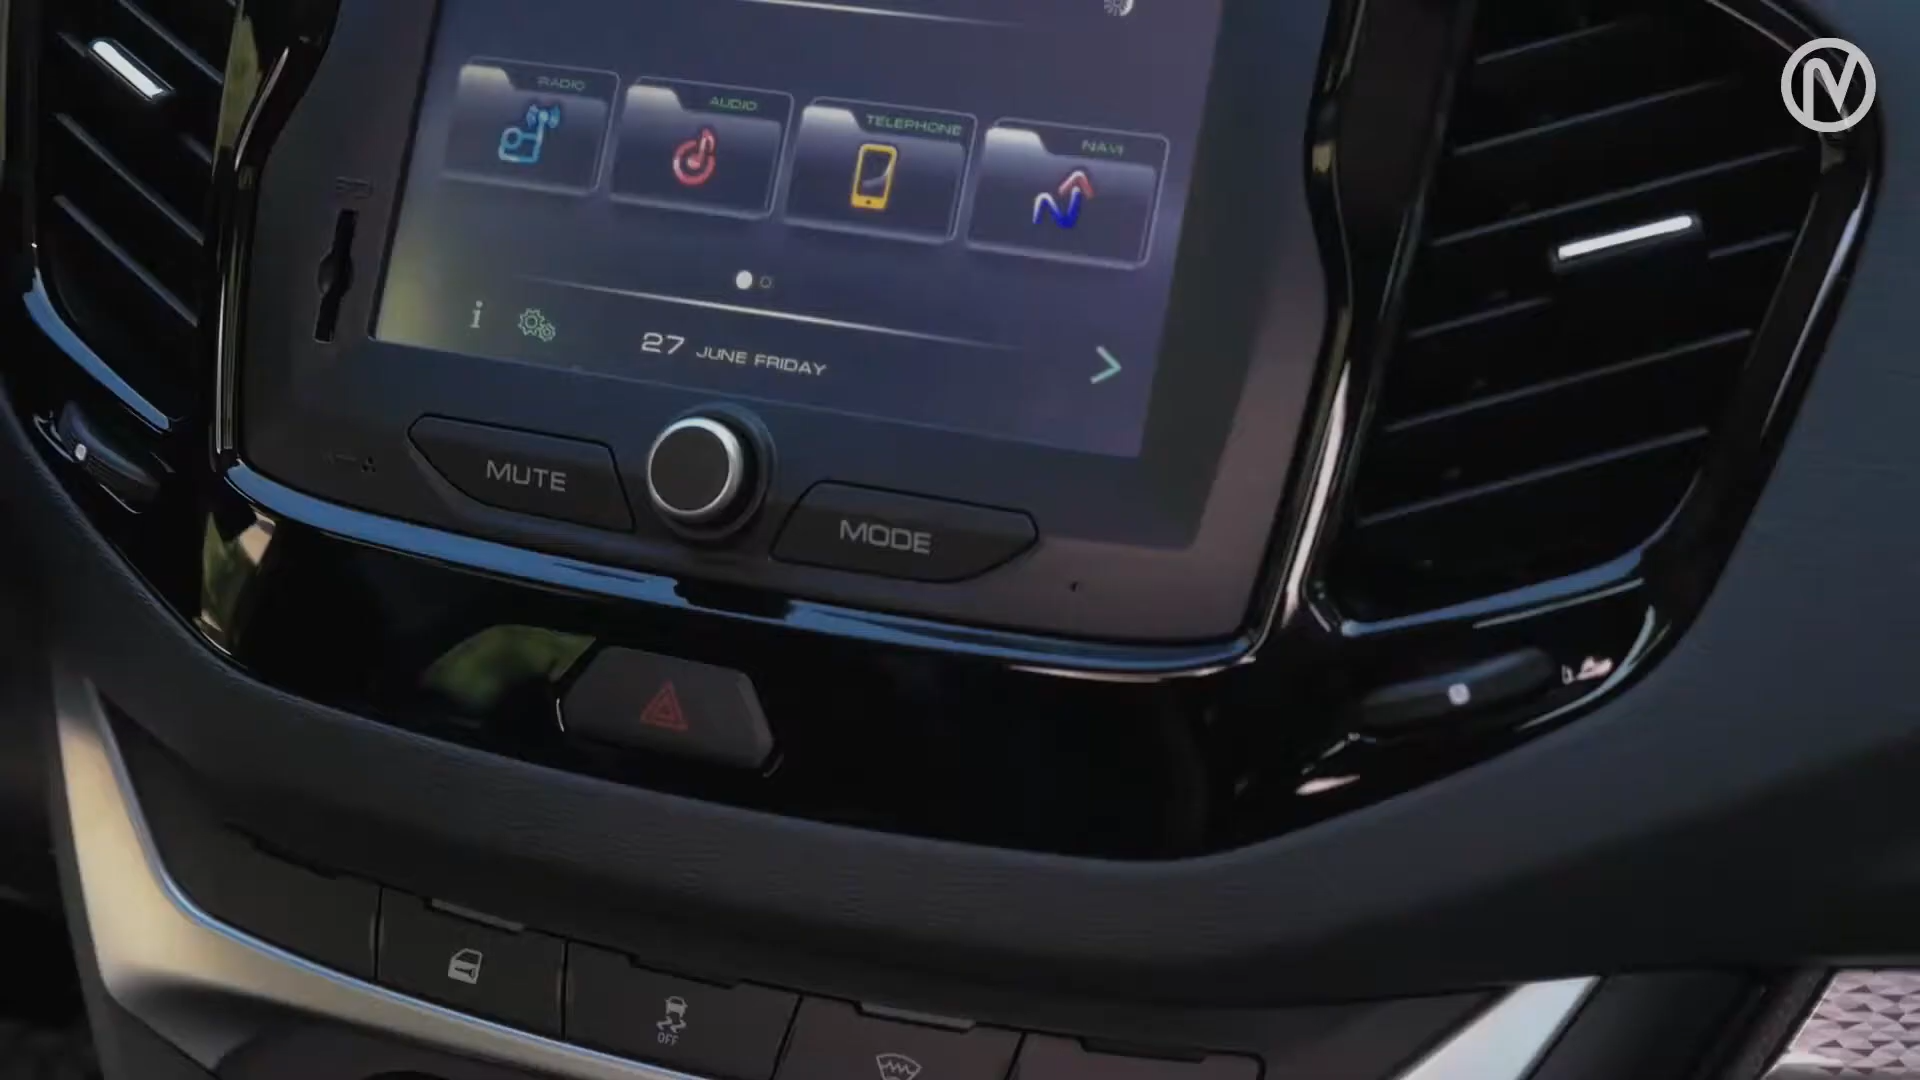 RADIO
AUDIO
TELEPHONE
NAVI
27 JUNE FRIDAY
MUTE
MODE
OFF